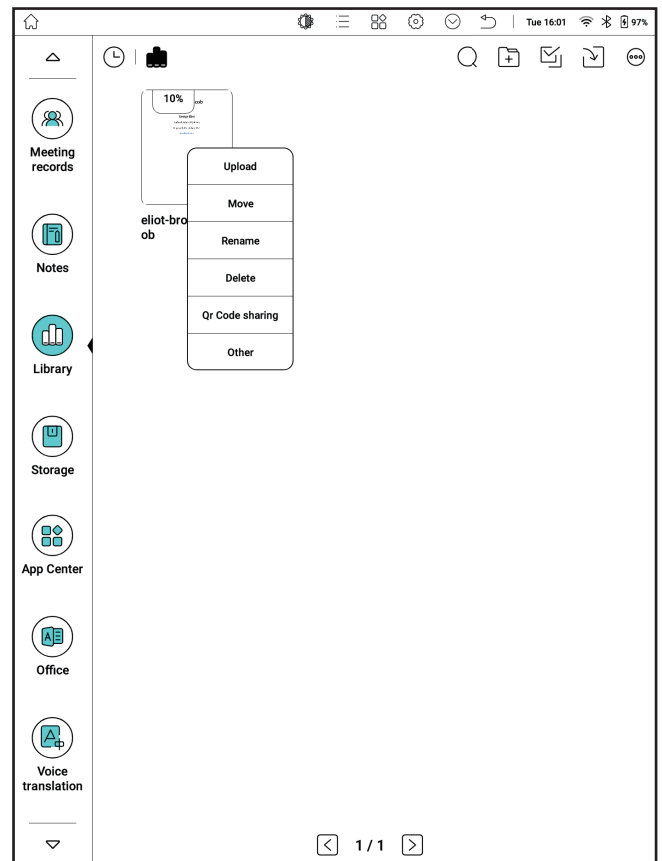 Tue 16:01
97%
Meeting
records
Notes
Library
Storage
App Center
Office
Voice
translation
10%
cob
George Eliot
eliot-bro
ob
Upload
Move
Rename
Delete
Qr Code sharing
Other
1 / 1